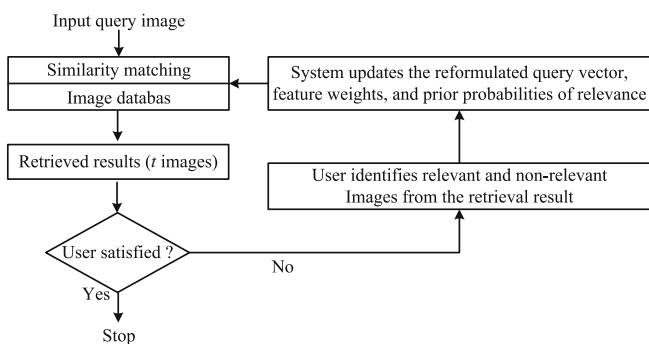 Input query image
Similarity matching
Image databas
Retrieved results (t images)
User satisfied ?
Yes
Stop
No
User identifies relevant and non-relevant
Images from the retrieval result
System updates the reformulated query vector,
feature weights, and prior probabilities of relevance